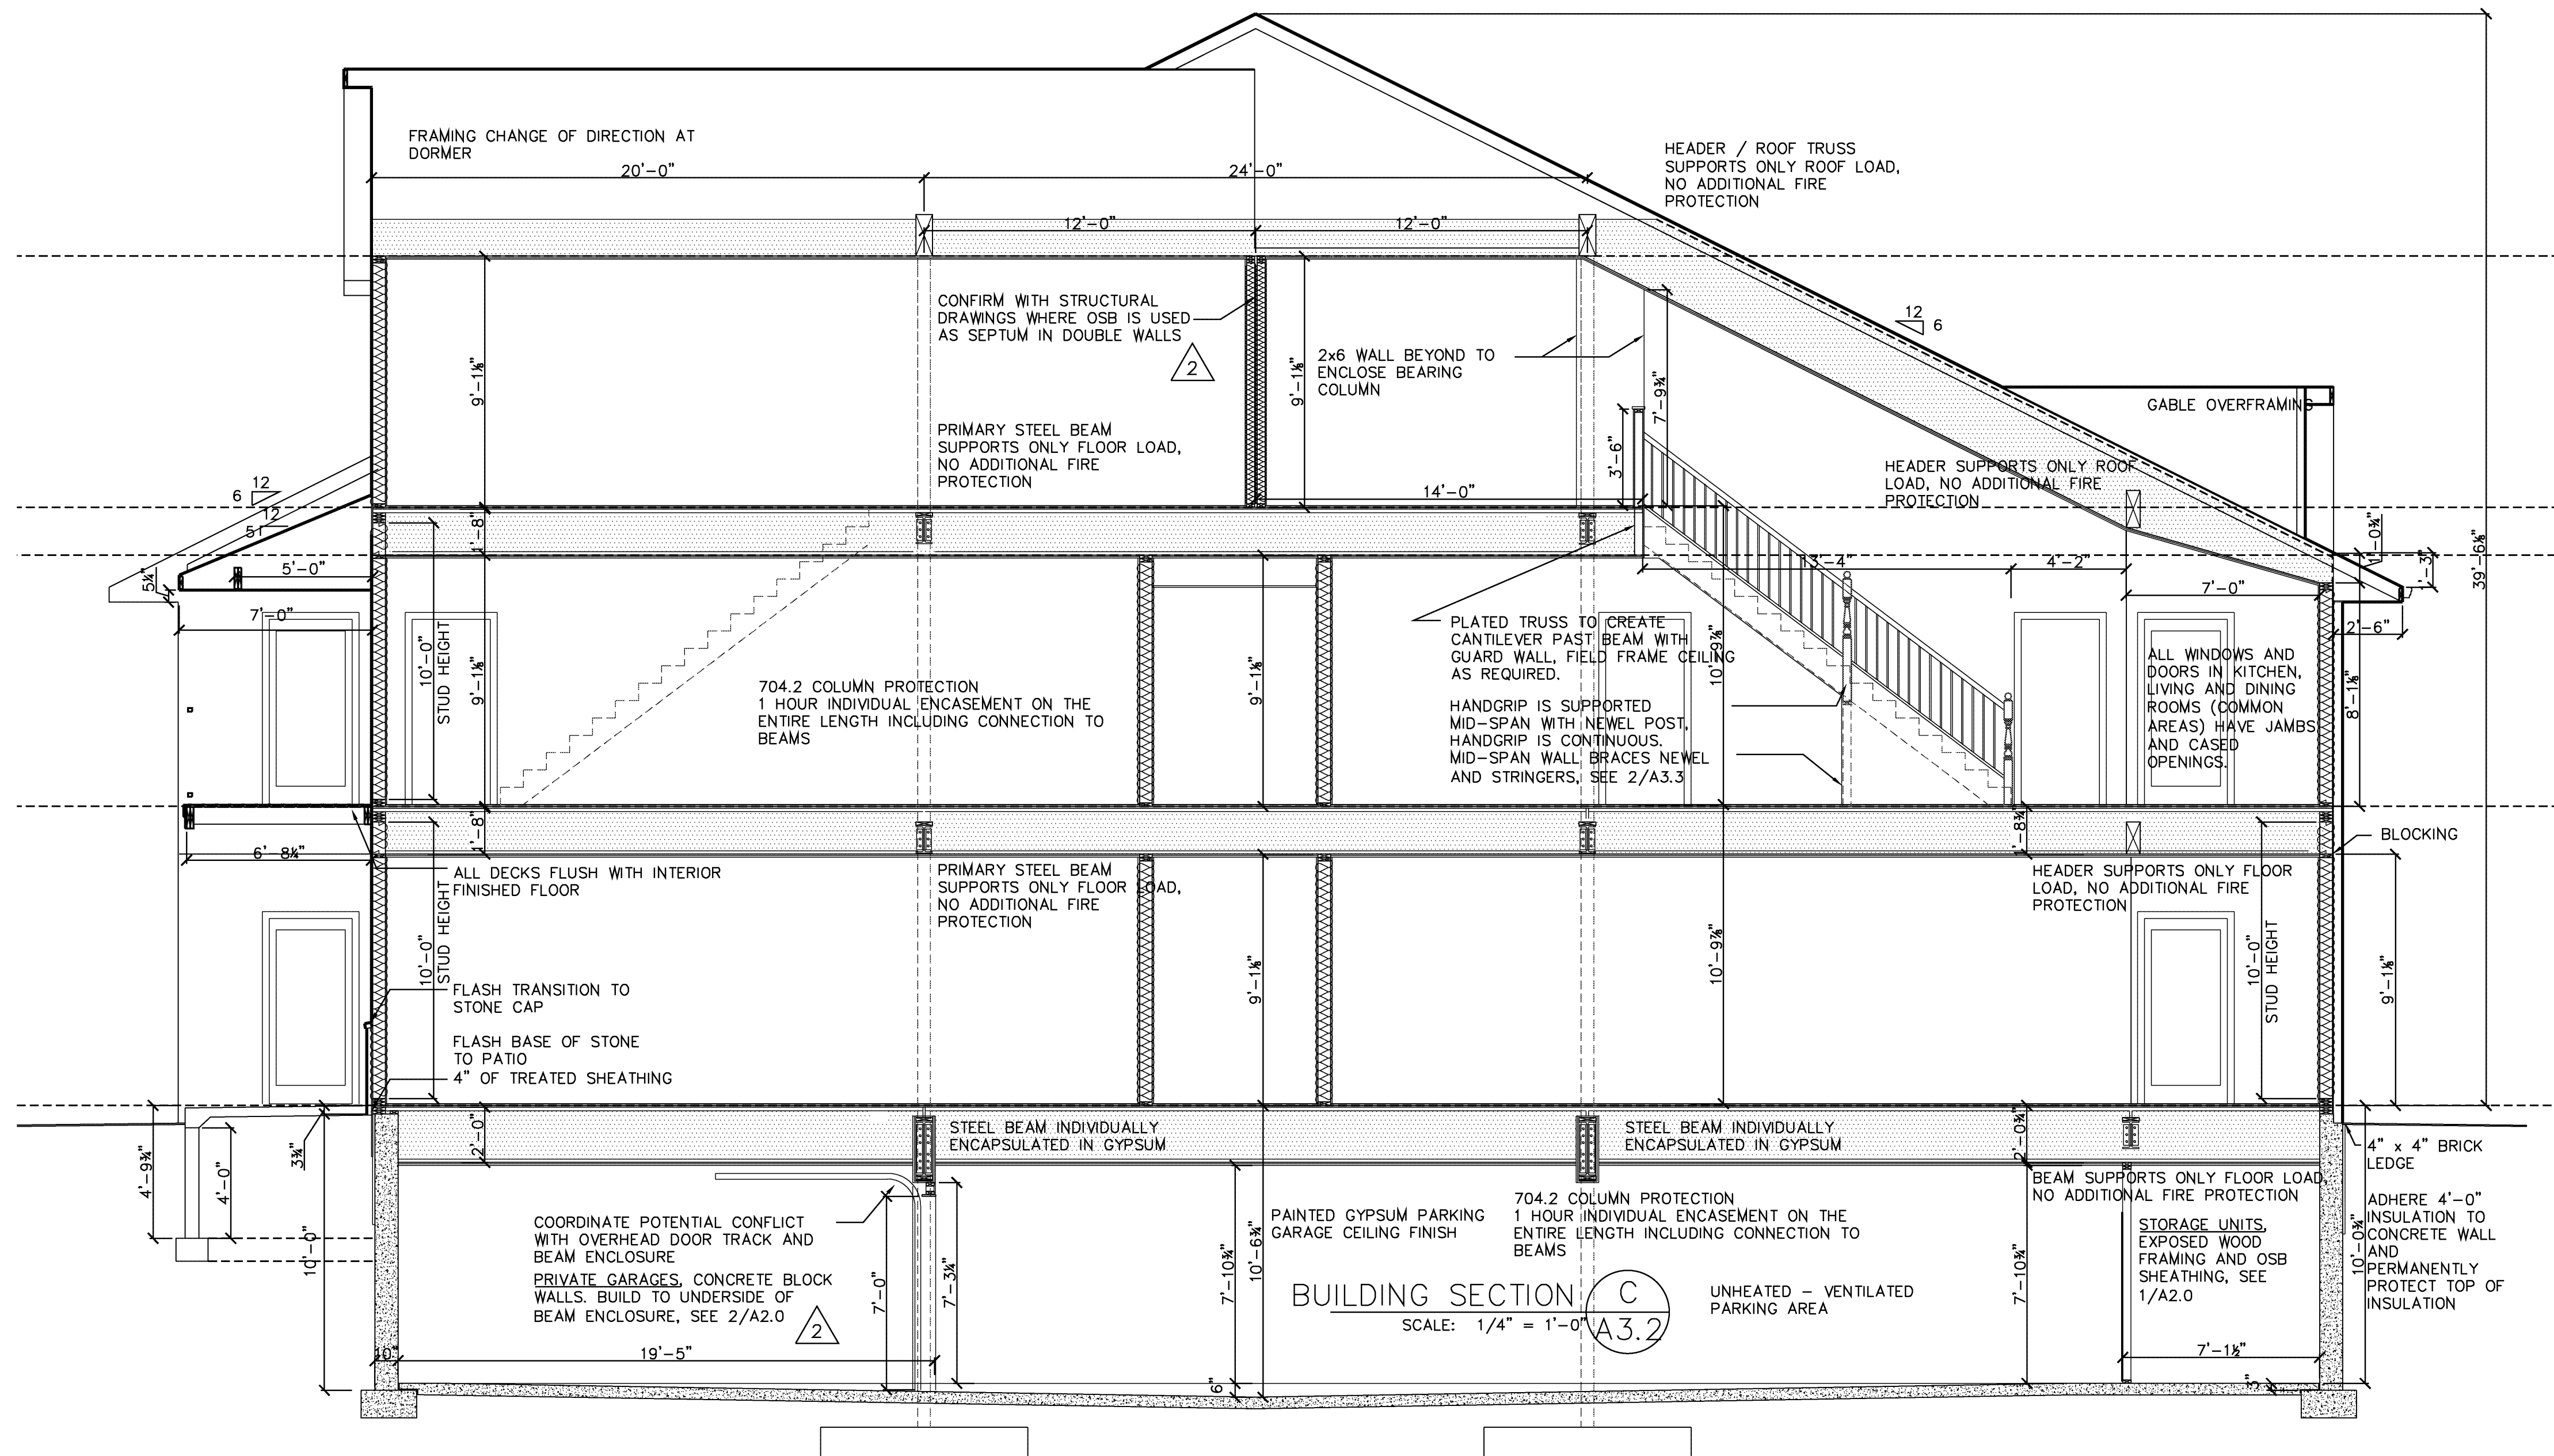 FRAMING CHANGE OF DIRECTION AT
DORMER
20'-0"
24'-0"
HEADER / ROOF TRUSS
SUPPORTS ONLY ROOF LOAD,
NO ADDITIONAL FIRE
PROTECTION
12'-0"
12'-0"
CONFIRM WITH STRUCTURAL
DRAWINGS WHERE OSB IS USED
AS SEPTUM IN DOUBLE WALLS
2
9'-1⅛"
9'-1⅛"
2x6 WALL BEYOND TO
ENCLOSE BEARING
COLUMN
12
6
7'-9¾"
3'-6"
GABLE OVERFRAMING
PRIMARY STEEL BEAM
SUPPORTS ONLY FLOOR LOAD,
NO ADDITIONAL FIRE
PROTECTION
HEADER SUPPORTS ONLY ROOF
LOAD, NO ADDITIONAL FIRE
PROTECTION
14'-0"
12
6
12
5
1'-8"
5'-0"
5¼"
7'-0"
13'-4"
4'-2"
7'-0"
1'-0¾"
1'-3"
2'-6"
39'-6⅛"
10'-0"
STUD HEIGHT
9'-1⅛"
704.2 COLUMN PROTECTION
1 HOUR INDIVIDUAL ENCASEMENT ON THE
ENTIRE LENGTH INCLUDING CONNECTION TO
BEAMS
9'-1⅛"
PLATED TRUSS TO CREATE
CANTILEVER PAST BEAM WITH
GUARD WALL, FIELD FRAME CEILING
AS REQUIRED.
10'-9⅞"
HANDGRIP IS SUPPORTED
MID-SPAN WITH NEWEL POST,
HANDGRIP IS CONTINUOUS.
MID-SPAN WALL BRACES NEWEL
AND STRINGERS, SEE 2/A3.3
ALL WINDOWS AND
DOORS IN KITCHEN,
LIVING AND DINING
ROOMS (COMMON
AREAS) HAVE JAMBS
AND CASED
OPENINGS.
8'-1⅛"
1'-8"
1'-8¾"
BLOCKING
6'-8¼"
ALL DECKS FLUSH WITH INTERIOR
FINISHED FLOOR
PRIMARY STEEL BEAM
SUPPORTS ONLY FLOOR LOAD,
NO ADDITIONAL FIRE
PROTECTION
HEADER SUPPORTS ONLY FLOOR
LOAD, NO ADDITIONAL FIRE
PROTECTION
10'-0"
STUD HEIGHT
9'-1⅛"
10'-9⅞"
10'-0"
STUD HEIGHT
9'-1⅛"
FLASH TRANSITION TO
STONE CAP
FLASH BASE OF STONE
TO PATIO
4" OF TREATED SHEATHING
STEEL BEAM INDIVIDUALLY
ENCAPSULATED IN GYPSUM
STEEL BEAM INDIVIDUALLY
ENCAPSULATED IN GYPSUM
2'-0"
2'-0¾"
3¾"
4'-9¾"
4'-0"
10'-0"
4" x 4" BRICK
LEDGE
BEAM SUPPORTS ONLY FLOOR LOAD
NO ADDITIONAL FIRE PROTECTION
COORDINATE POTENTIAL CONFLICT
WITH OVERHEAD DOOR TRACK AND
BEAM ENCLOSURE
PRIVATE GARAGES, CONCRETE BLOCK
WALLS. BUILD TO UNDERSIDE OF
BEAM ENCLOSURE, SEE 2/A2.0
2
7'-0"
7'-3¼"
7'-10¾"
10'-6¾"
PAINTED GYPSUM PARKING
GARAGE CEILING FINISH
704.2 COLUMN PROTECTION
1 HOUR INDIVIDUAL ENCASEMENT ON THE
ENTIRE LENGTH INCLUDING CONNECTION TO
BEAMS
BUILDING SECTION
SCALE: 1/4" = 1'-0"
C
A3.2
UNHEATED - VENTILATED
PARKING AREA
7'-10¾"
STORAGE UNITS,
EXPOSED WOOD
FRAMING AND OSB
SHEATHING, SEE
1/A2.0
10'-0¾"
ADHERE 4'-0"
INSULATION TO
CONCRETE WALL
AND
PERMANENTLY
PROTECT TOP OF
INSULATION
10"
19'-5"
7'-1½"
6"
3"